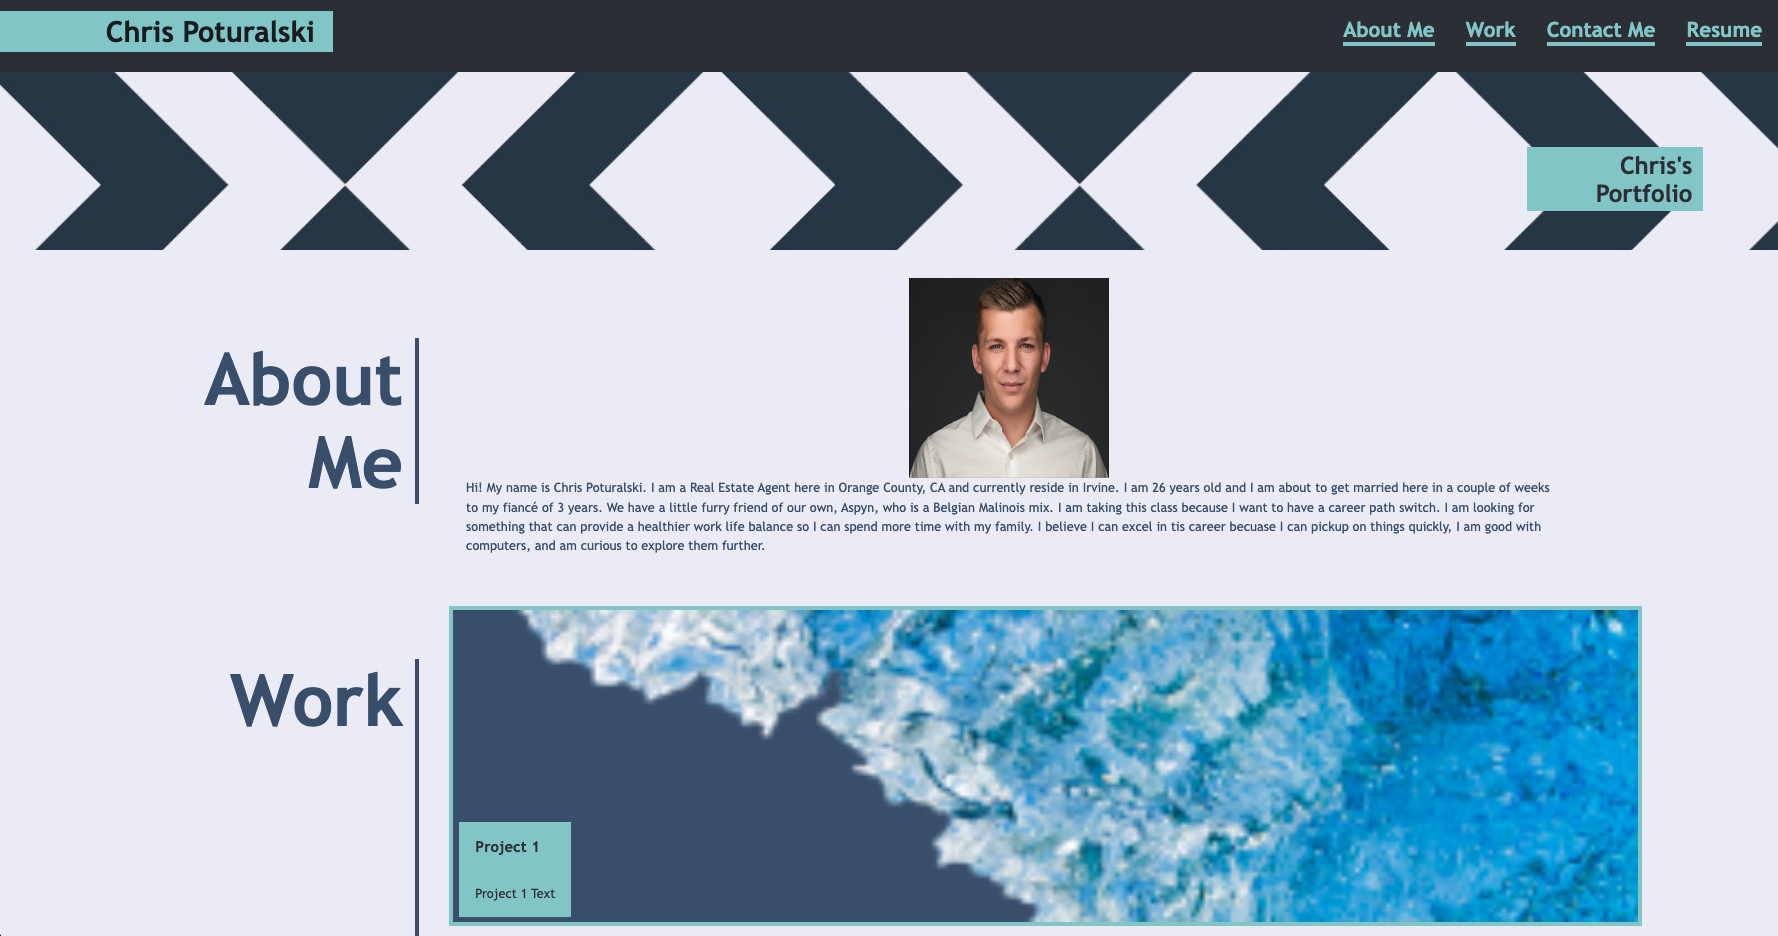 Chris Poturalski
About Me Work Contact Me Resume
Chris's
Portfolio
About
Me
Hi! My name is Chris Poturalski. I am a Real Estate Agent here in Orange County, CA and currently reside in Irvine. I am 26 years old and I am about to get married here in a couple of weeks
to my fiancé of 3 years. We have a little furry friend of our own, Aspyn, who is a Belgian Malinois mix. I am taking this class because I want to have a career path switch. I am looking for
something that can provide a healthier work life balance so I can spend more time with my family. I believe I can excel in tis career becuase I can pickup on things quickly, I am good with
computers, and am curious to explore them further.
Work
Project 1
Project 1 Text